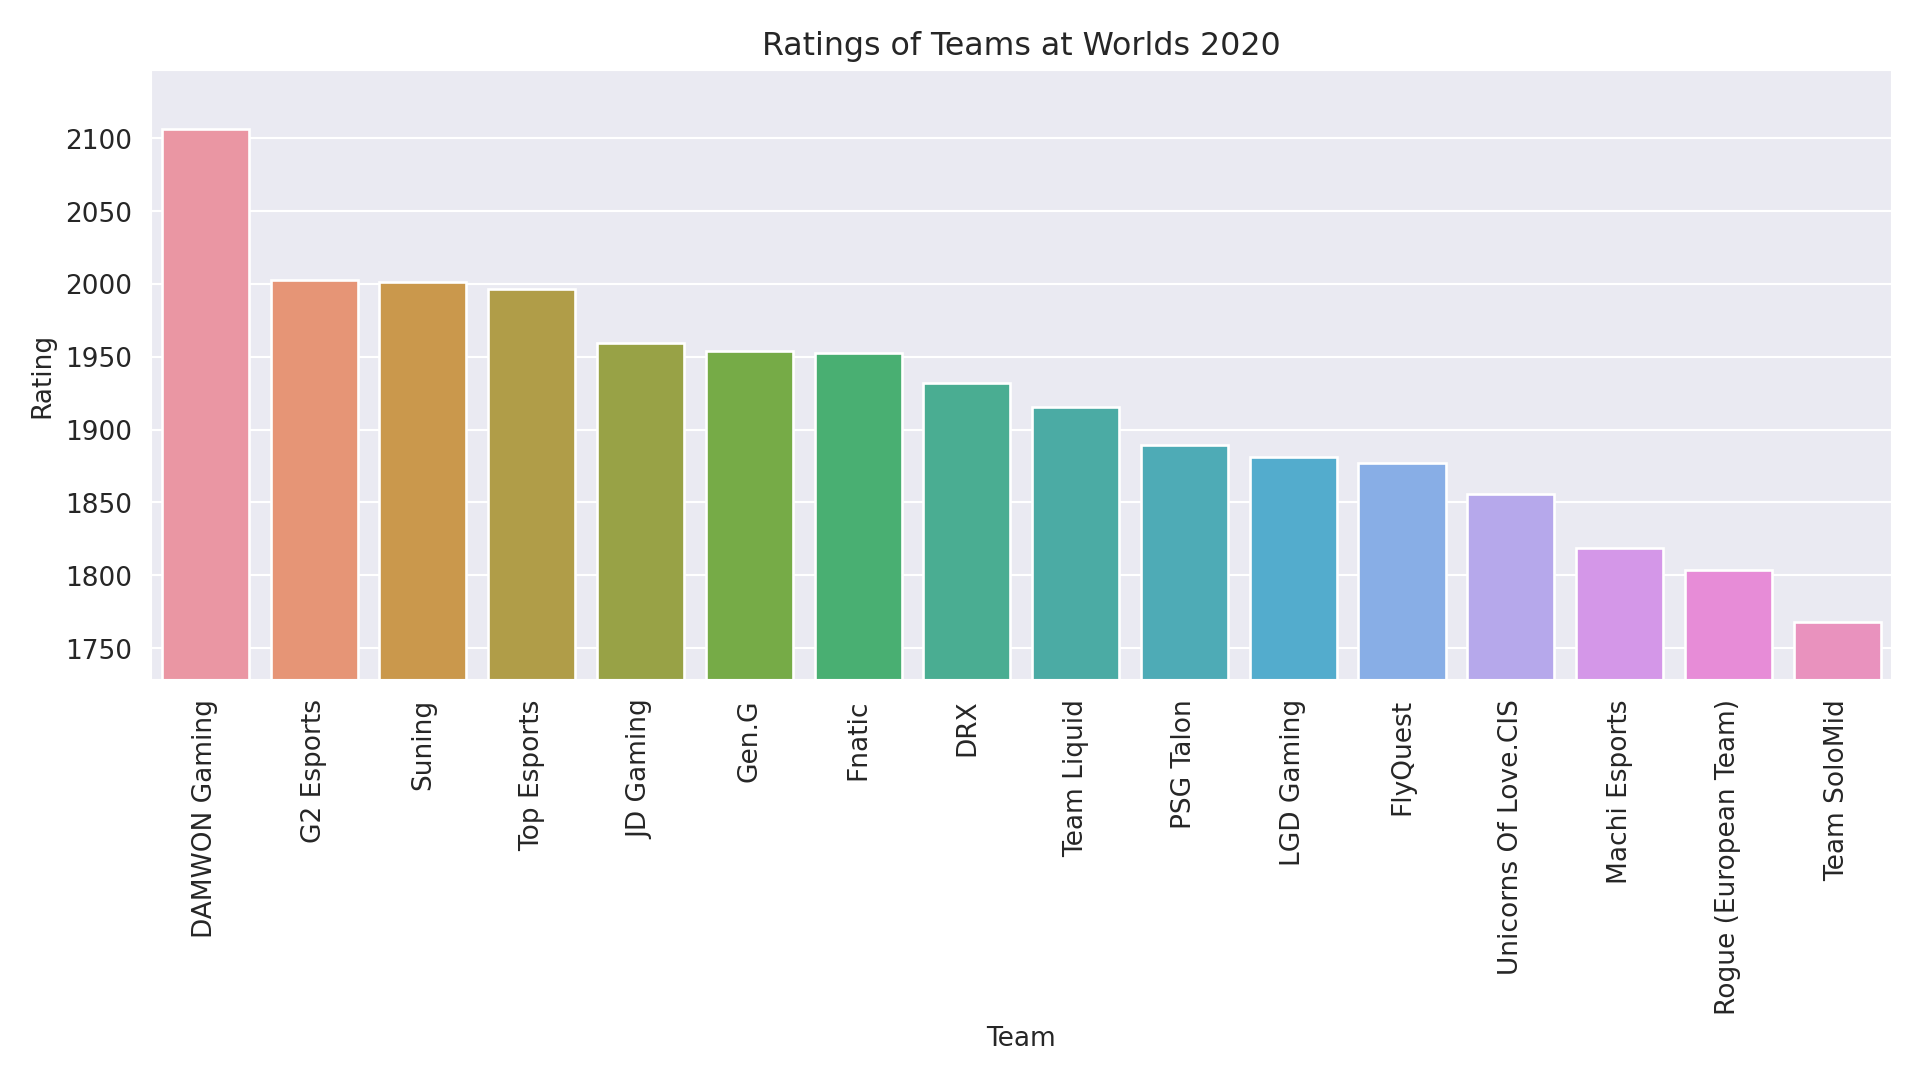 Ratings of Teams at Worlds 2020
Rating
2100
2050
2000
1950
1900
1850
1800
1750
DAMWON Gaming
G2 Esports
Suning
Top Esports
JD Gaming
Gen.G
Fnatic
DRX
Team Liquid
PSG Talon
LGD Gaming
FlyQuest
Unicorns Of Love.CIS
Machi Esports
Rogue (European Team)
Team SoloMid
Team